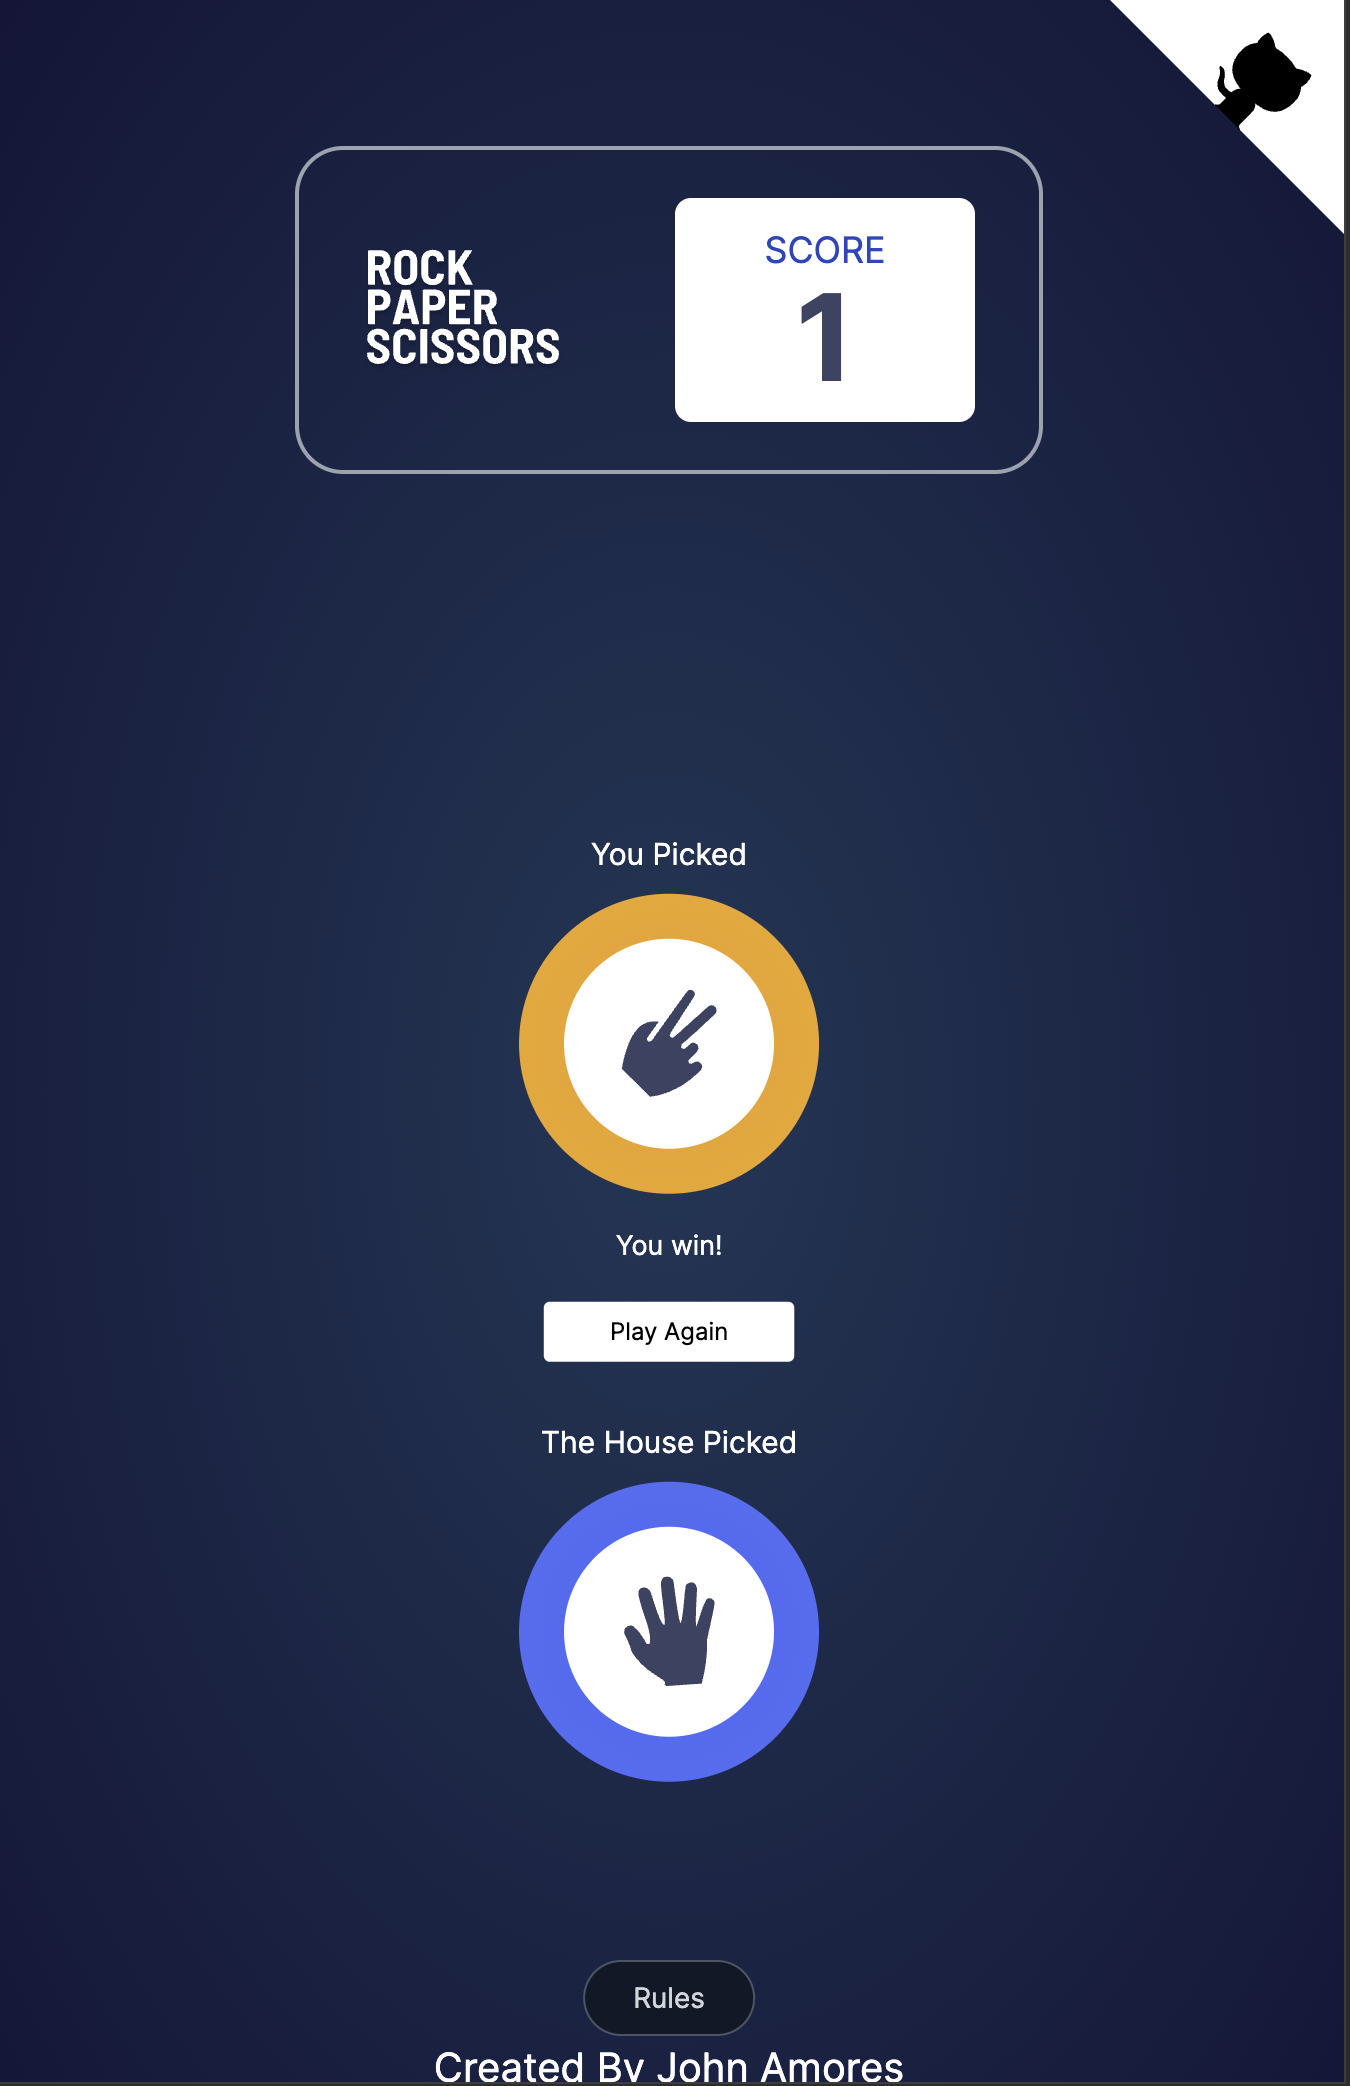 ROCK
PAPER
SCISSORS
SCORE
1
You Picked
You win!
Play Again
The House Picked
Rules
Created By John Amores